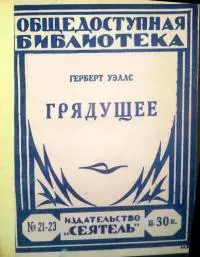 ОБЩЕДОСТУПНАЯ
БИБЛИОТЕКА
ГЕРБЕРТ УЭЛЛС
ГРЯДУЩЕЕ
№ 21-23
ИЗДАТЕЛЬСТВО
„СЕЯТЕЛЬ"
ц. 30 к.